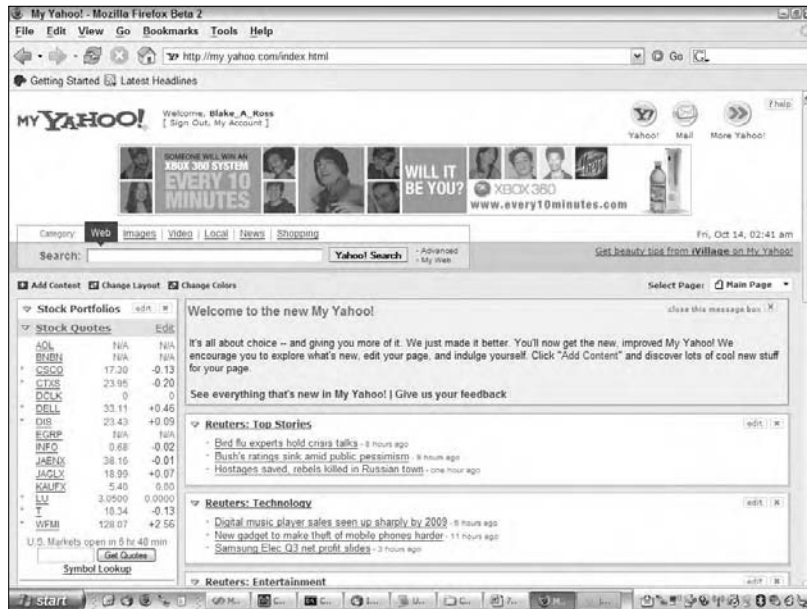 My Yahoo! - Mozilla Firefox Beta 2
File Edit View Go Bookmarks Tools Help
http://my.yahoo.com/index.html
Go
Getting Started Latest Headlines
MY YAHOO!
Welcome, Blake_A_Ross
[ Sign Out, My Account ]
Yahoo! Mail More Yahoo!
help
SOMEONE WILL WIN AN
XBOX 360 SYSTEM
EVERY 10
MINUTES
WILL IT
BE YOU?
XBOX 360
www.every10minutes.com
Category: Web Images | Video | Local | News | Shopping
Fri, Oct 14, 02:41 am
Search: Yahoo! Search - Advanced
- My Web
Get beauty tips from iVillage on My Yahoo!
Add Content Change Layout Change Colors
Select Page: Main Page
Stock Portfolios edit
Stock Quotes Edit
AOL N/A N/A
BNBN N/A N/A
CSCO 17.30 -0.13
CTXS 23.95 -0.20
DCLK 0 0
DELL 33.11 +0.46
DIS 23.43 +0.09
EGRP N/A N/A
INFO 0.68 -0.02
JAENX 38.16 -0.01
JAGLX 18.99 +0.07
KAUFX 5.40 0.00
LU 3.0500 0.0000
T 18.34 -0.13
WFMI 128.07 +2.56
U.S. Markets open in 6 hr 48 min
Get Quotes
Symbol Lookup
Welcome to the new My Yahoo!
close this message box
It's all about choice -- and giving you more of it. We just made it better. You'll now get the new, improved My Yahoo! We
encourage you to explore what's new, edit your page, and indulge yourself. Click "Add Content" and discover lots of cool new stuff
for your page.
See everything that's new in My Yahoo! | Give us your feedback
Reuters: Top Stories edit
Bird flu experts hold crisis talks - 8 hours ago
Bush's ratings sink amid public pessimism - 8 hours ago
Hostages saved, rebels killed in Russian town - one hour ago
Reuters: Technology edit
Digital music player sales seen up sharply by 2009 - 5 hours ago
New gadget to make theft of mobile phones harder - 11 hours ago
Samsung Elec Q3 net profit slides - 3 hours ago
Reuters: Entertainment edit
start